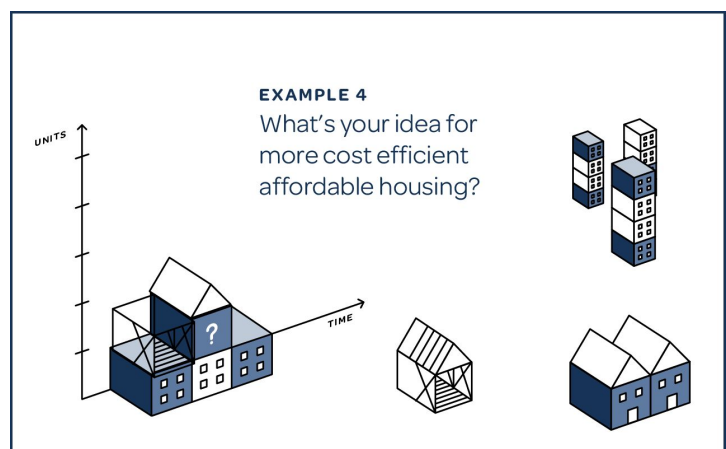 EXAMPLE 4
What's your idea for
more cost efficient
affordable housing?
UNITS
?
TIME